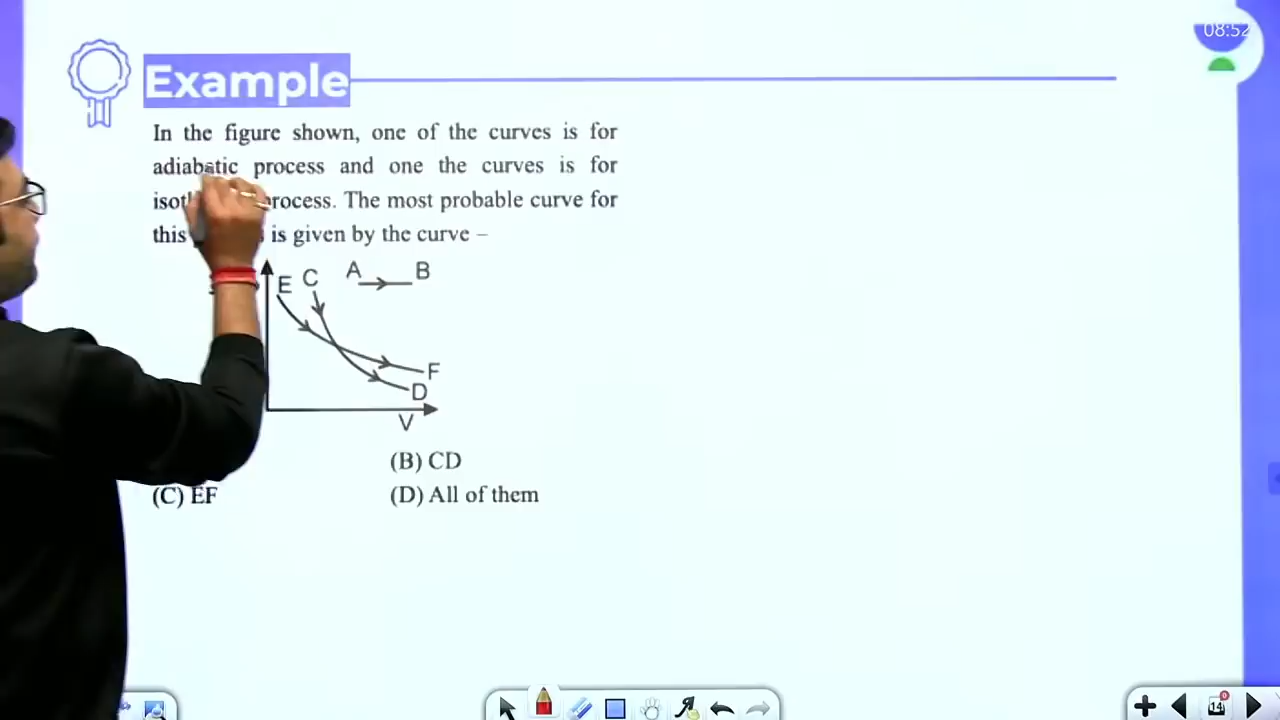 08:52
Example
In the figure shown, one of the curves is for
adiabatic process and one the curves is for
process. The most probable curve for
this is given by the curve –
E C A B
F
D
V
(B) CD
(C) EF (D) All of them
14